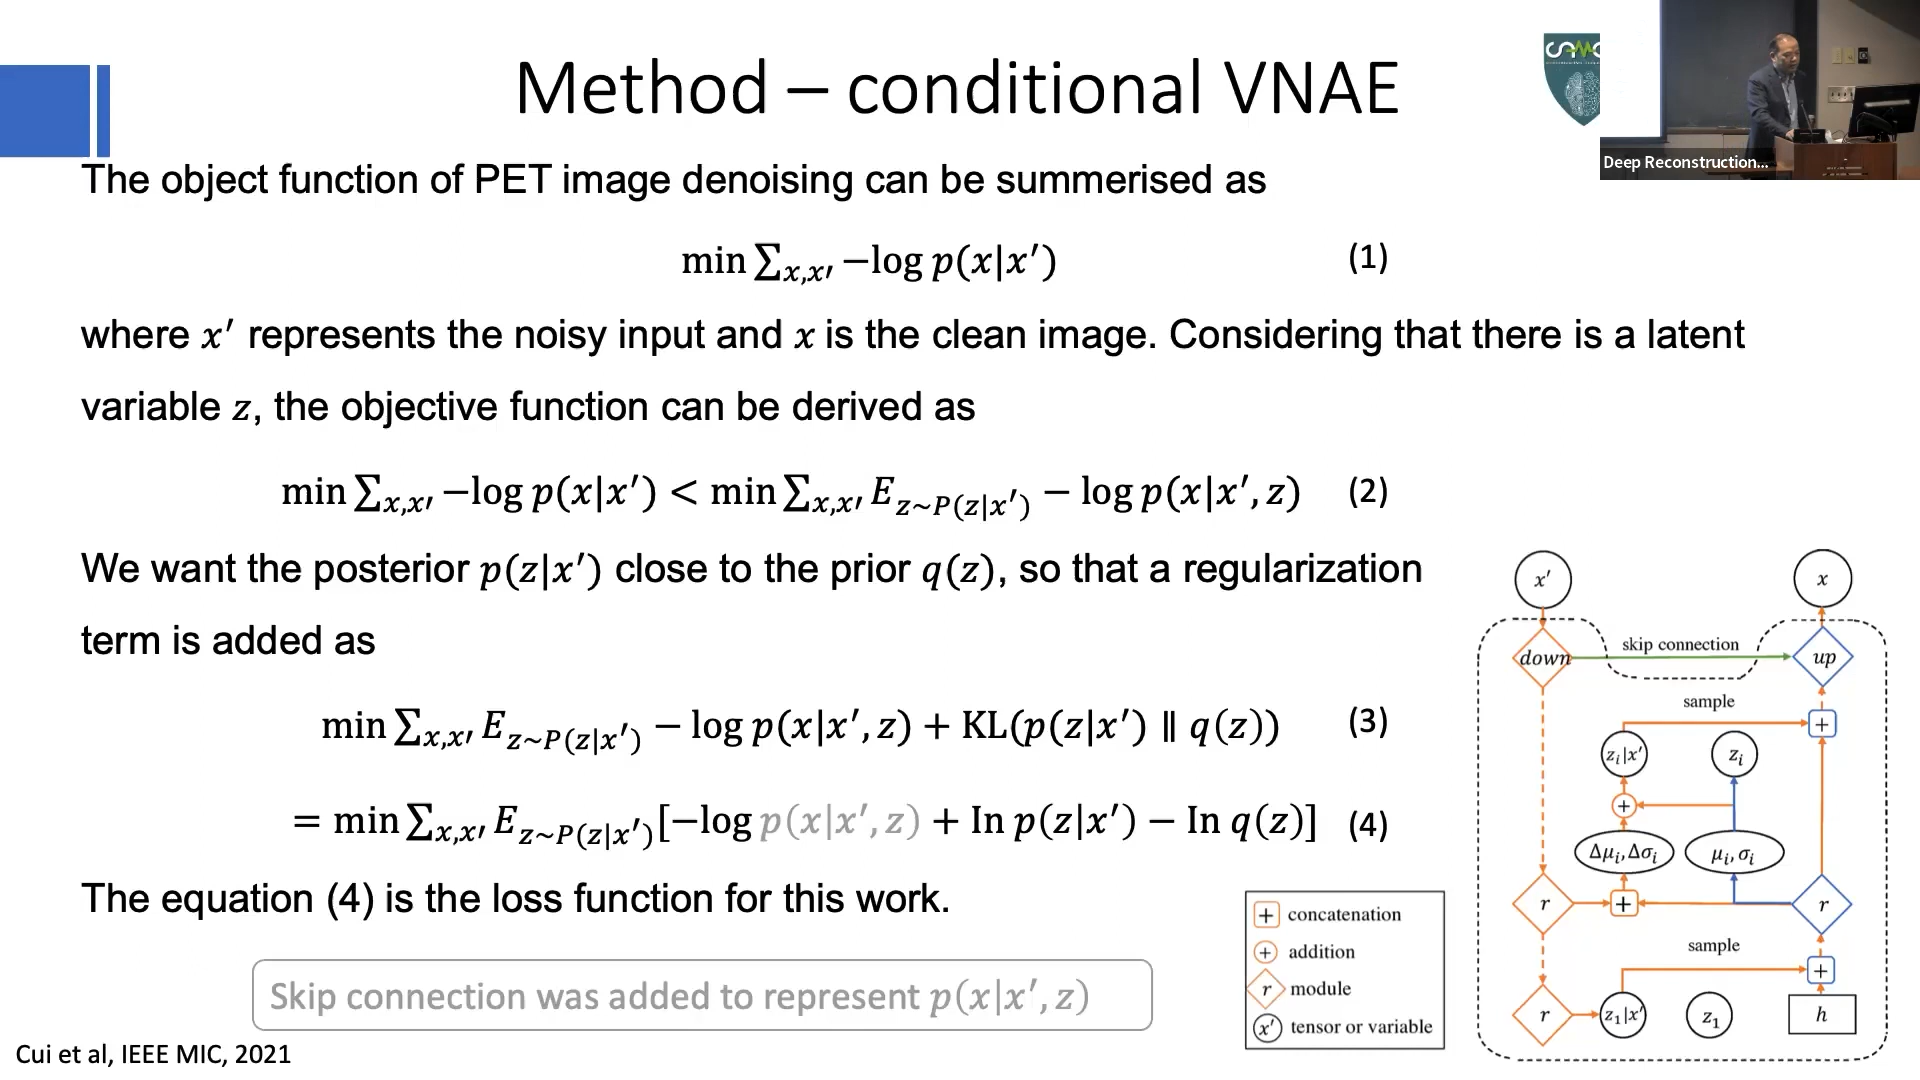 Method – conditional VNAE
Deep Reconstruction...
The object function of PET image denoising can be summerised as
min ∑x,x′ −log p(x|x′) (1)
where x′ represents the noisy input and x is the clean image. Considering that there is a latent
variable z, the objective function can be derived as
min ∑x,x′ −log p(x|x′) < min ∑x,x′ E z~P(z|x′) − log p(x|x′, z) (2)
We want the posterior p(z|x′) close to the prior q(z), so that a regularization
term is added as
min ∑x,x′ E z~P(z|x′) − log p(x|x′, z) + KL(p(z|x′) ∥ q(z)) (3)
= min ∑x,x′ E z~P(z|x′)[−log p(x|x′, z) + In p(z|x′) − In q(z)] (4)
The equation (4) is the loss function for this work.
Skip connection was added to represent p(x|x′, z)
Cui et al, IEEE MIC, 2021
+ concatenation
+ addition
r module
x′ tensor or variable
x′ x
down skip connection up
sample
+
zi|x′ zi
+
Δμi,Δσi μi,σi
r + r
sample
+
r z1|x′ z1 h